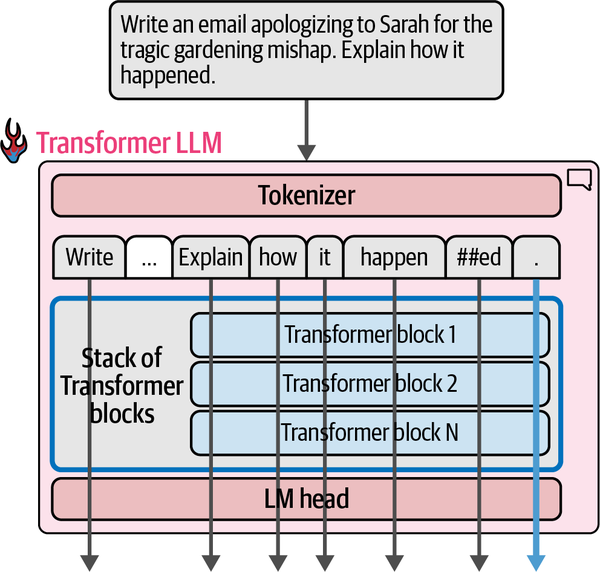 Write an email apologizing to Sarah for the
tragic gardening mishap. Explain how it
happened.
Transformer LLM
Tokenizer
Write ... Explain how it happen ##ed .
Stack of
Transformer
blocks
Transformer block 1
Transformer block 2
Transformer block N
LM head